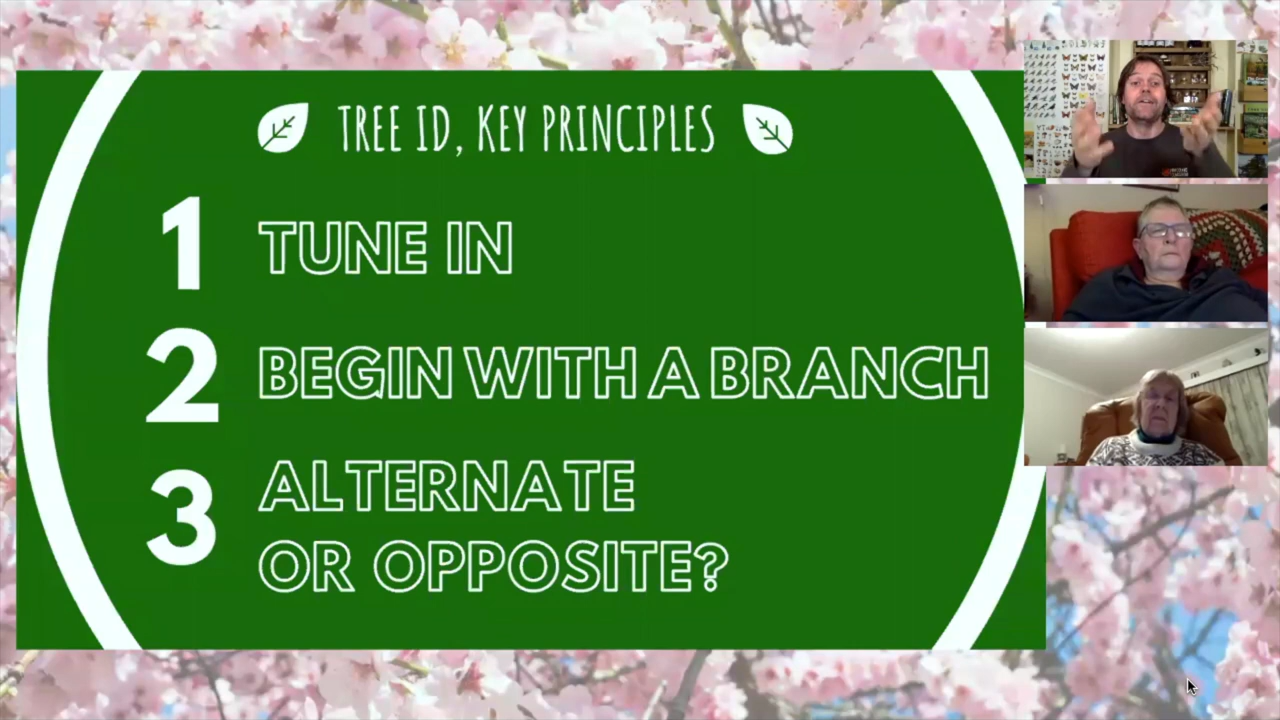 TREE ID, KEY PRINCIPLES
1 TUNE IN
2 BEGIN WITH A BRANCH
3 ALTERNATE
OR OPPOSITE?